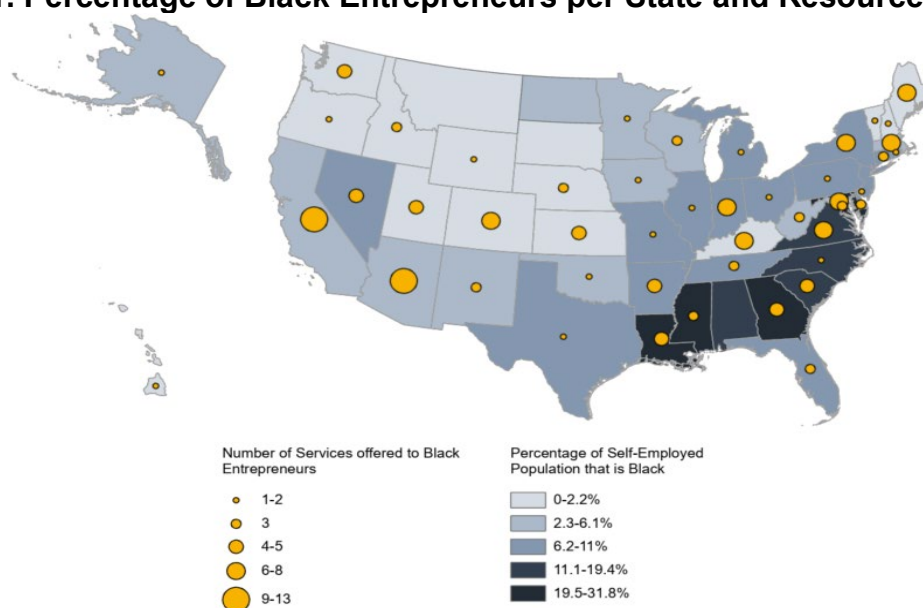 Percentage of Black Entrepreneurs per State and Resource
Number of Services offered to Black
Entrepreneurs
1-2
3
4-5
6-8
9-13
Percentage of Self-Employed
Population that is Black
0-2.2%
2.3-6.1%
6.2-11%
11.1-19.4%
19.5-31.8%